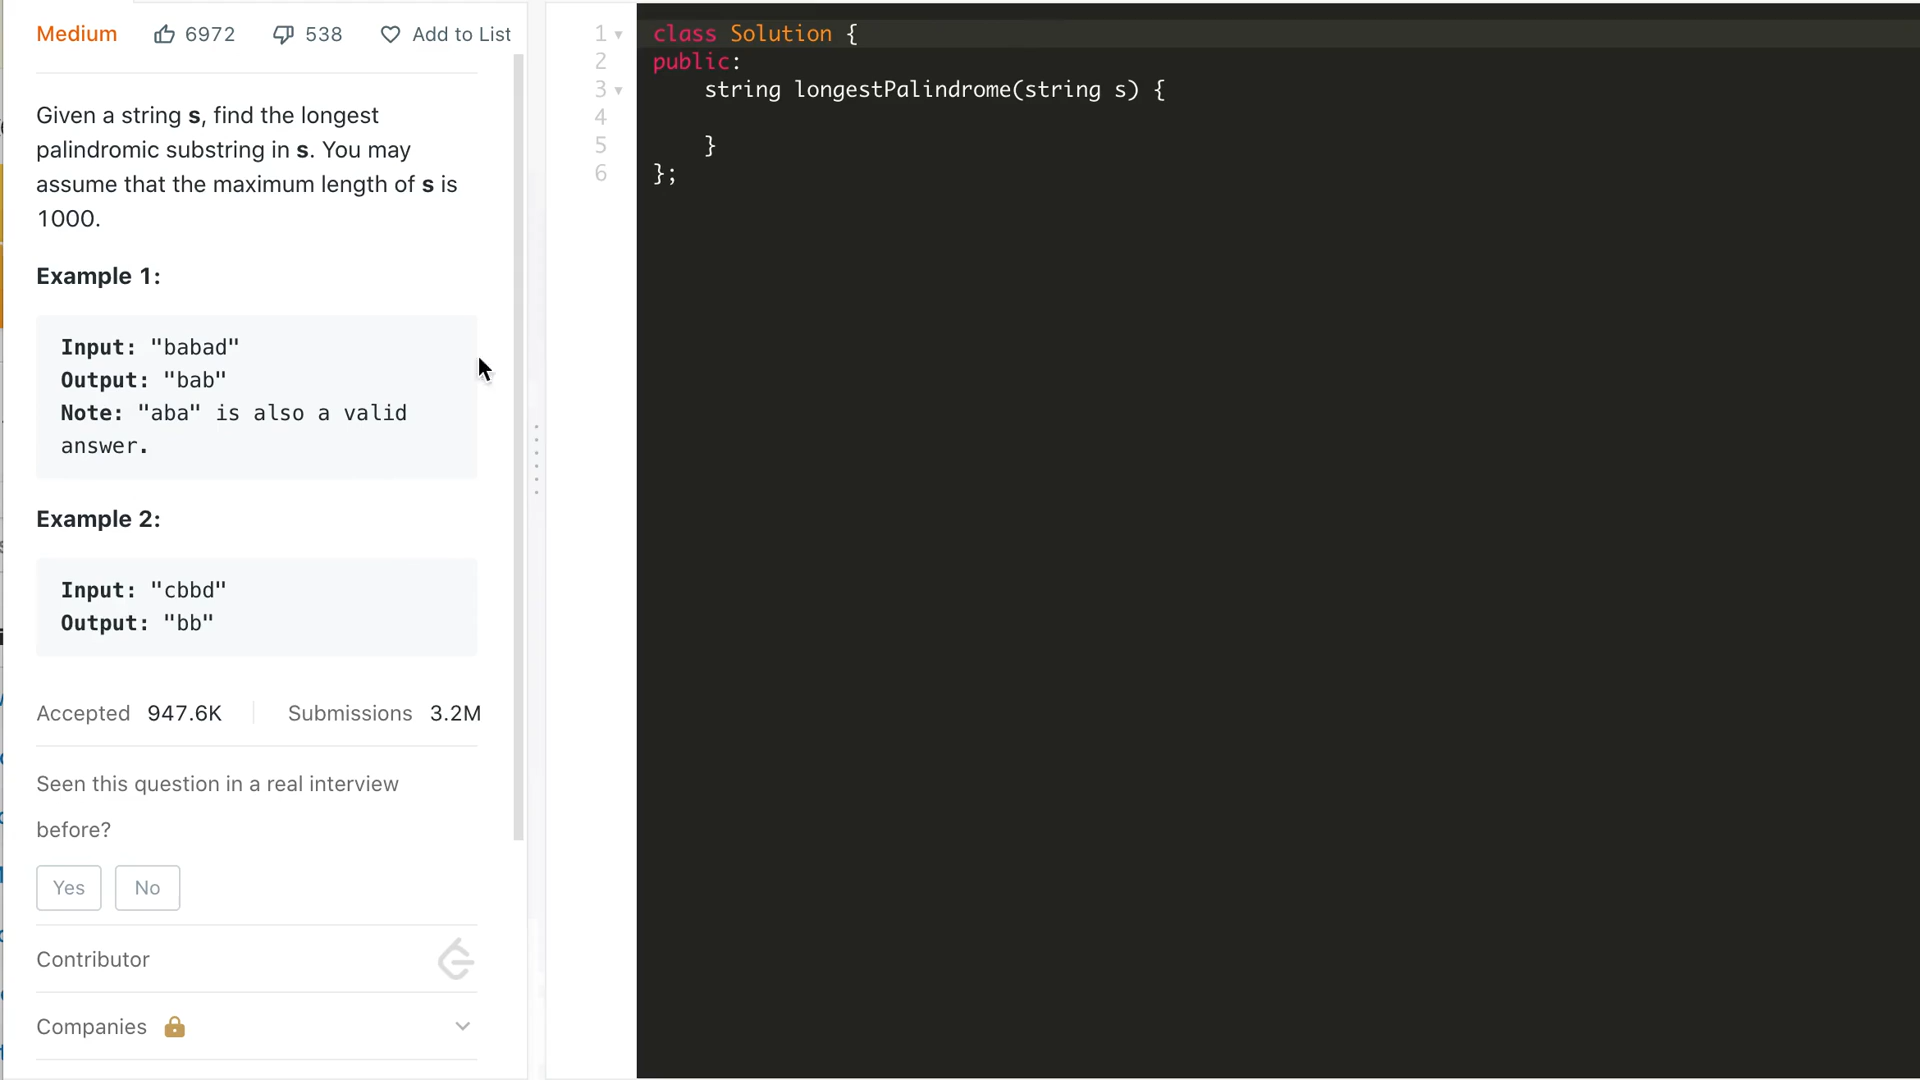 Medium 6972 538 Add to List
Given a string s, find the longest
palindromic substring in s. You may
assume that the maximum length of s is
1000.
Example 1:
Input: "babad"
Output: "bab"
Note: "aba" is also a valid
answer.
Example 2:
Input: "cbbd"
Output: "bb"
Accepted 947.6K Submissions 3.2M
Seen this question in a real interview
before?
Yes No
Contributor
Companies
1 class Solution {
2 public:
3     string longestPalindrome(string s) {
4
5     }
6 };